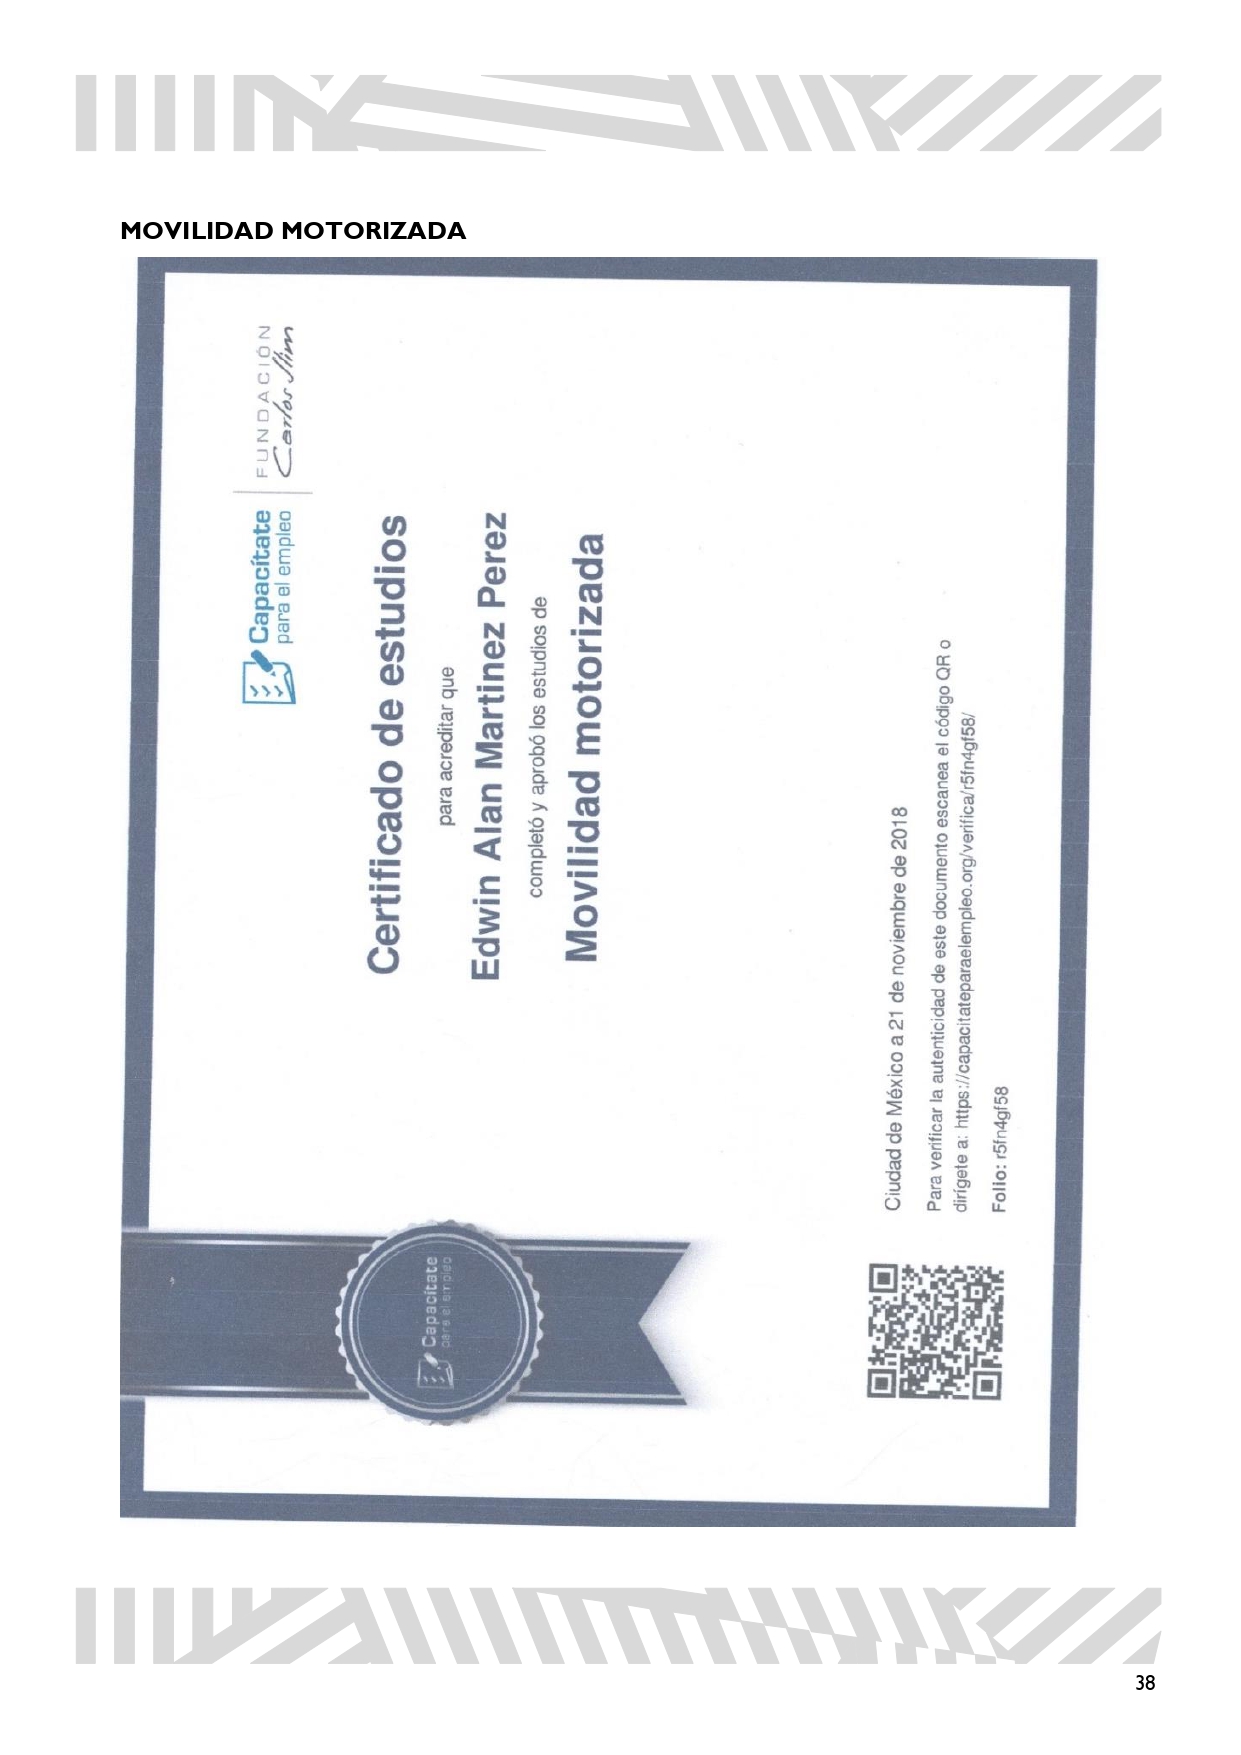 MOVILIDAD MOTORIZADA
Capacítate
para el empleo
FUNDACIÓN
Carlos Slim
Certificado de estudios
para acreditar que
Edwin Alan Martinez Perez
completó y aprobó los estudios de
Movilidad motorizada
Capacítate
para el empleo
Ciudad de México a 21 de noviembre de 2018
Para verificar la autenticidad de este documento escanea el código QR o
dirígete a: https://capacitateparaelempleo.org/verifica/r5fn4gf58/
Folio: r5fn4gf58
38